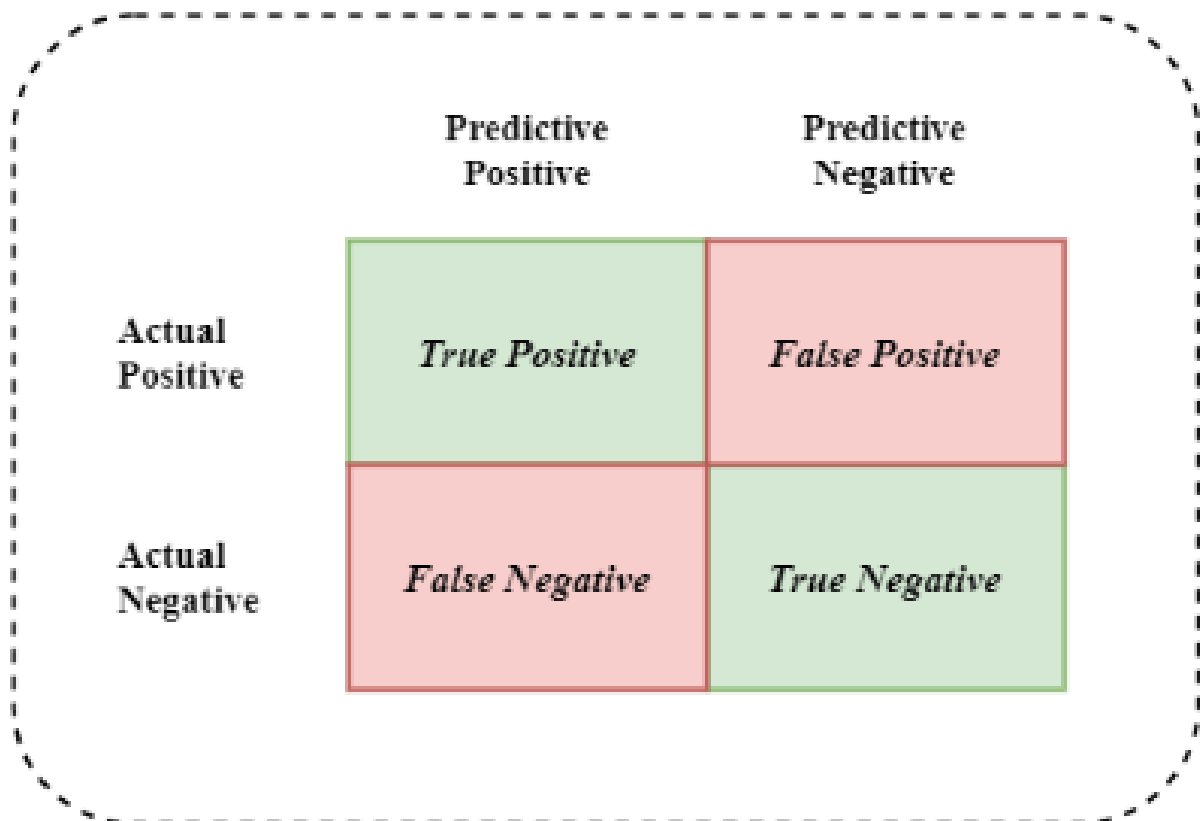 Predictive Predictive
Positive Negative
Actual
Positive
True Positive False Positive
Actual
Negative
False Negative True Negative